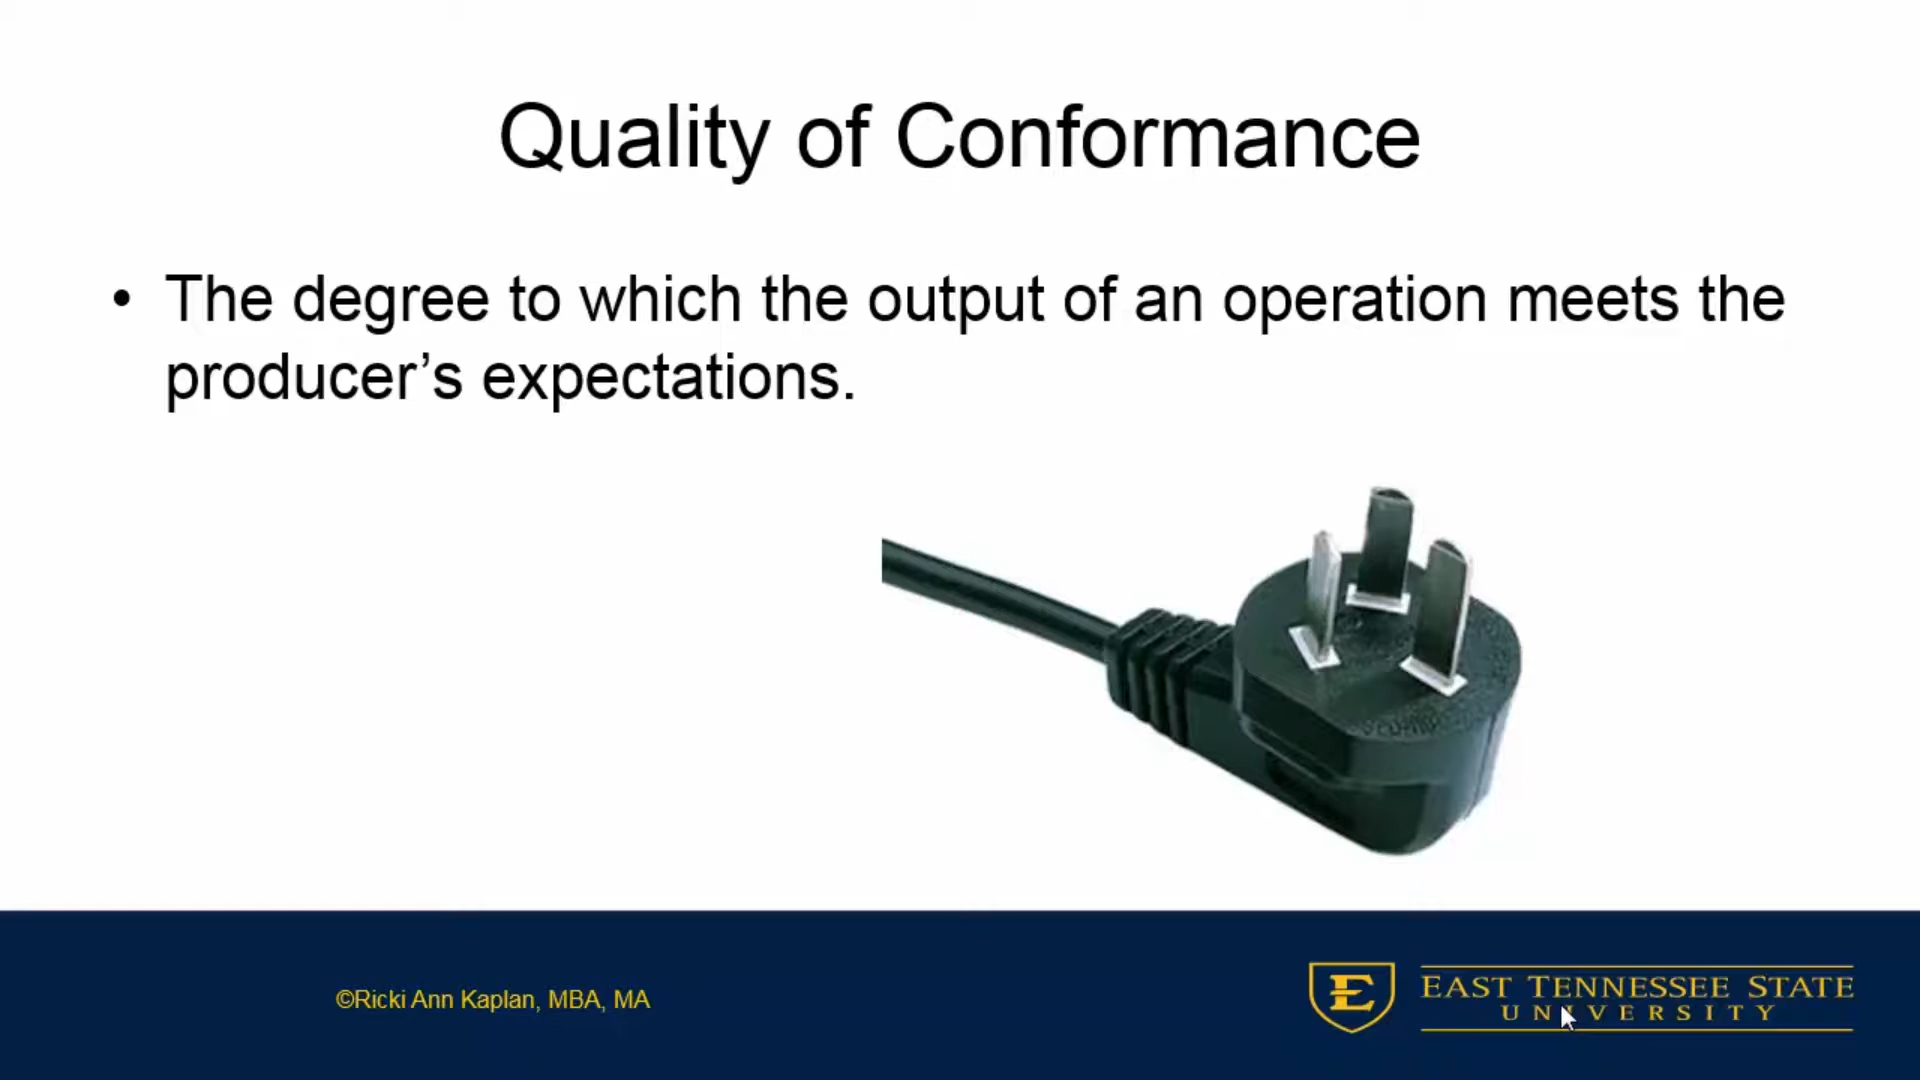 Quality of Conformance
• The degree to which the output of an operation meets the
producer’s expectations.
©Ricki Ann Kaplan, MBA, MA
E
EAST TENNESSEE STATE
UNIVERSITY